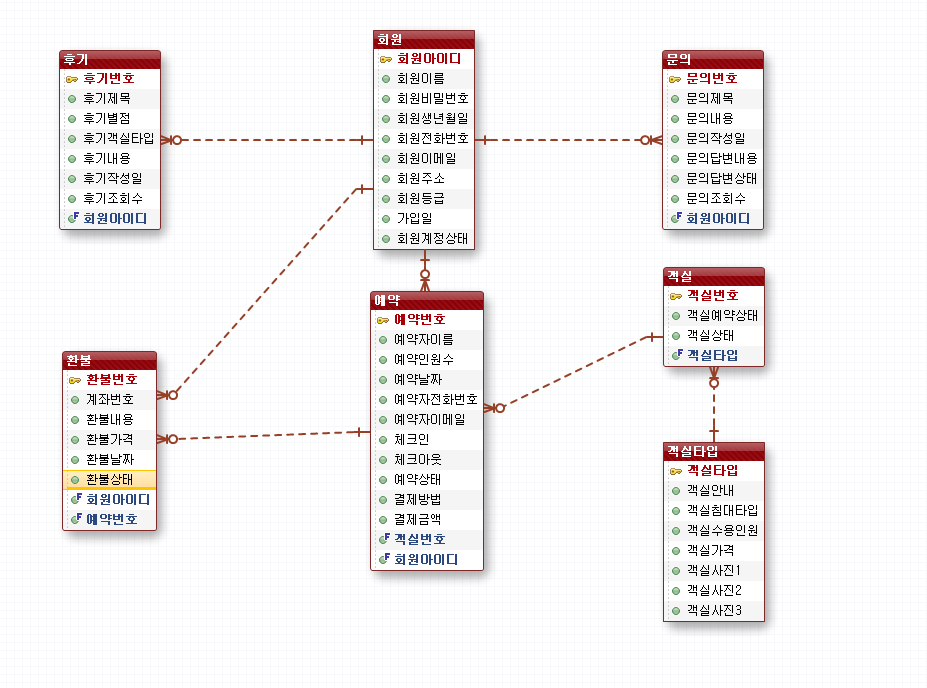 후기
후기번호
후기제목
후기별점
후기객실타입
후기내용
후기작성일
후기조회수
회원아이디
회원
회원아이디
회원이름
회원비밀번호
회원생년월일
회원전화번호
회원이메일
회원주소
회원등급
가입일
회원계정상태
문의
문의번호
문의제목
문의내용
문의작성일
문의답변내용
문의답변상태
문의조회수
회원아이디
환불
환불번호
계좌번호
환불내용
환불가격
환불날짜
환불상태
회원아이디
예약번호
예약
예약번호
예약자이름
예약인원수
예약날짜
예약자전화번호
예약자이메일
체크인
체크아웃
예약상태
결제방법
결제금액
객실번호
회원아이디
객실
객실번호
객실예약상태
객실상태
객실타입
객실타입
객실타입
객실안내
객실침대타입
객실수용인원
객실가격
객실사진1
객실사진2
객실사진3